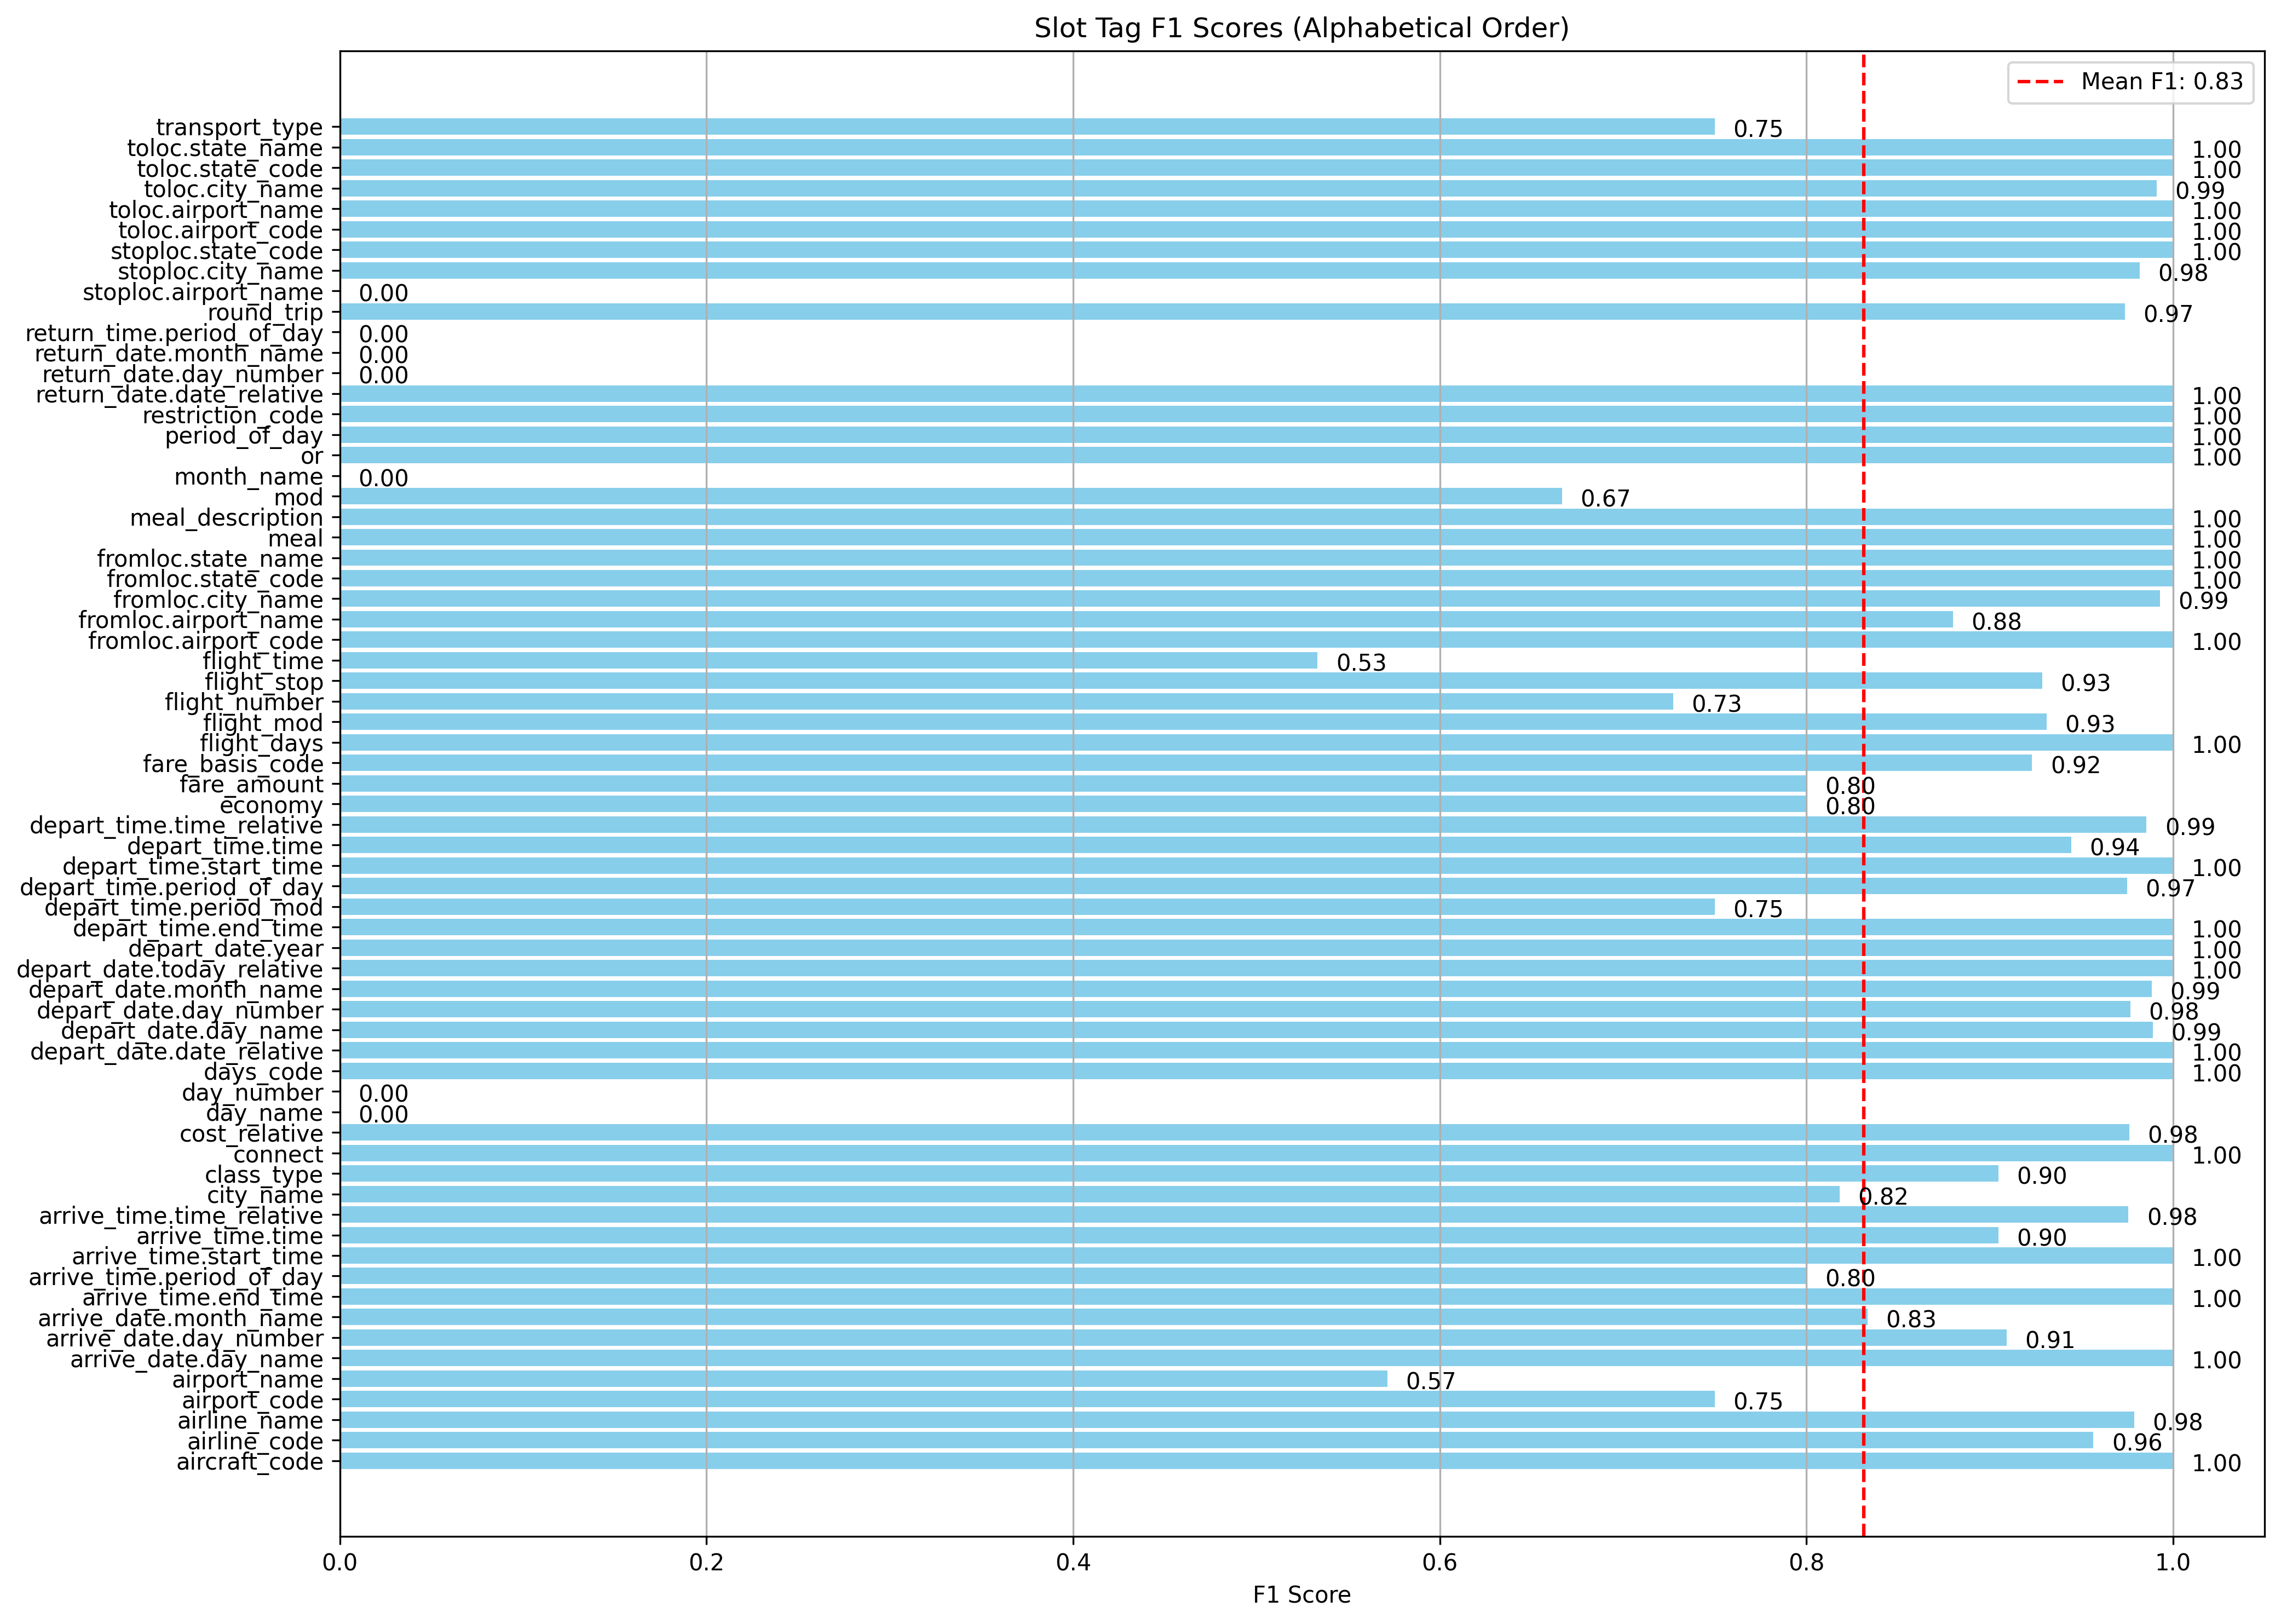 Slot Tag F1 Scores (Alphabetical Order)
Mean F1: 0.83
transport_type 0.75
toloc.state_name 1.00
toloc.state_code 1.00
toloc.city_name 0.99
toloc.airport_name 1.00
toloc.airport_code 1.00
stoploc.state_code 1.00
stoploc.city_name 0.98
stoploc.airport_name 0.00
round_trip 0.97
return_time.period_of_day 0.00
return_date.month_name 0.00
return_date.day_number 0.00
return_date.date_relative 1.00
restriction_code 1.00
period_of_day 1.00
or 1.00
month_name 0.00
mod 0.67
meal_description 1.00
meal 1.00
fromloc.state_name 1.00
fromloc.state_code 1.00
fromloc.city_name 0.99
fromloc.airport_name 0.88
fromloc.airport_code 1.00
flight_time 0.53
flight_stop 0.93
flight_number 0.73
flight_mod 0.93
flight_days 1.00
fare_basis_code 0.92
fare_amount 0.80
economy 0.80
depart_time.time_relative 0.99
depart_time.time 0.94
depart_time.start_time 1.00
depart_time.period_of_day 0.97
depart_time.period_mod 0.75
depart_time.end_time 1.00
depart_date.year 1.00
depart_date.today_relative 1.00
depart_date.month_name 0.99
depart_date.day_number 0.98
depart_date.day_name 0.99
depart_date.date_relative 1.00
days_code 1.00
day_number 0.00
day_name 0.00
cost_relative 0.98
connect 1.00
class_type 0.90
city_name 0.82
arrive_time.time_relative 0.98
arrive_time.time 0.90
arrive_time.start_time 1.00
arrive_time.period_of_day 0.80
arrive_time.end_time 1.00
arrive_date.month_name 0.83
arrive_date.day_number 0.91
arrive_date.day_name 1.00
airport_name 0.57
airport_code 0.75
airline_name 0.98
airline_code 0.96
aircraft_code 1.00
0.0 0.2 0.4 0.6 0.8 1.0
F1 Score